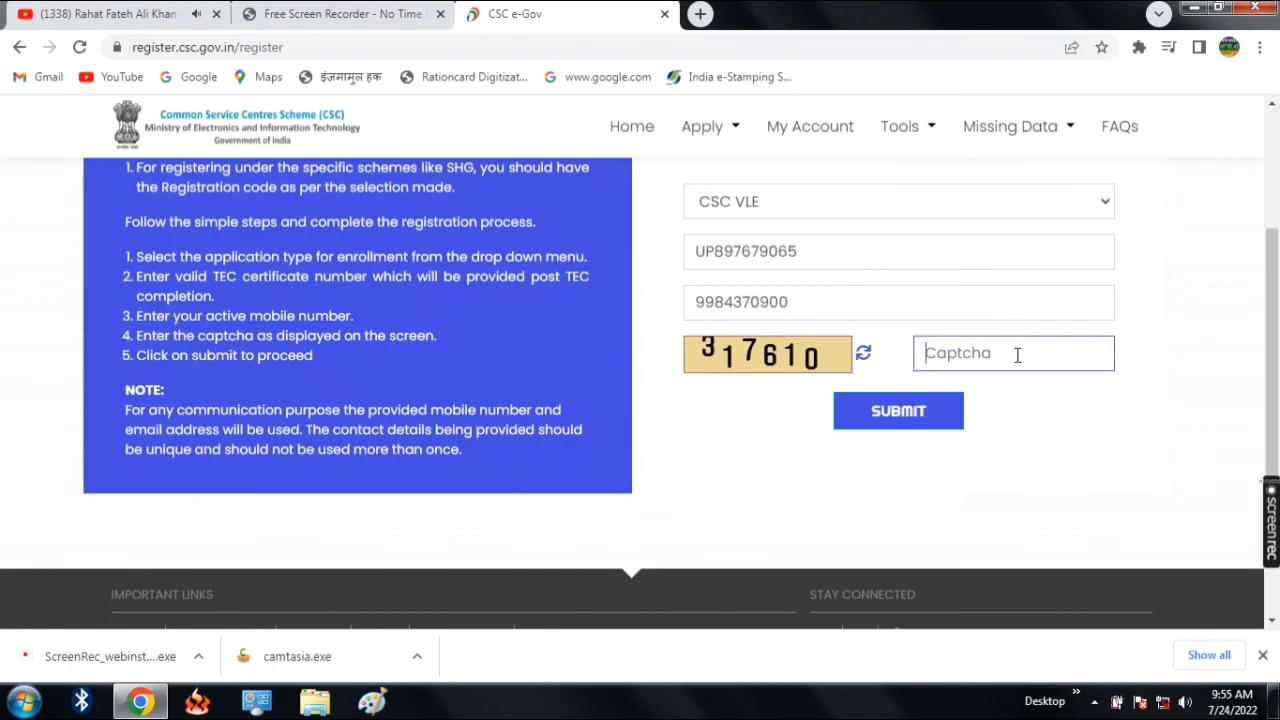 (1338) Rahat Fateh Ali Khan -
Free Screen Recorder - No Time
CSC e-Gov
register.csc.gov.in/register
Gmail
YouTube
Google
Maps
इंज़मामुल हक
Rationcard Digitizat...
www.google.com
India e-Stamping S...
Common Service Centres Scheme (CSC)
Ministry of Electronics and Information Technology
Government of India
Home
Apply
My Account
Tools
Missing Data
FAQs
1. For registering under the specific schemes like SHG, you should have
the Registration code as per the selection made.
Follow the simple steps and complete the registration process.
1. Select the application type for enrollment from the drop down menu.
2. Enter valid TEC certificate number which will be provided post TEC
completion.
3. Enter your active mobile number.
4. Enter the captcha as displayed on the screen.
5. Click on submit to proceed
NOTE:
For any communication purpose the provided mobile number and
email address will be used. The contact details being provided should
be unique and should not be used more than once.
CSC VLE
UP897679065
9984370900
317610
Captcha
SUBMIT
screenrec
IMPORTANT LINKS
STAY CONNECTED
ScreenRec_webinst....exe
camtasia.exe
Show all
Desktop
9:55 AM
7/24/2022